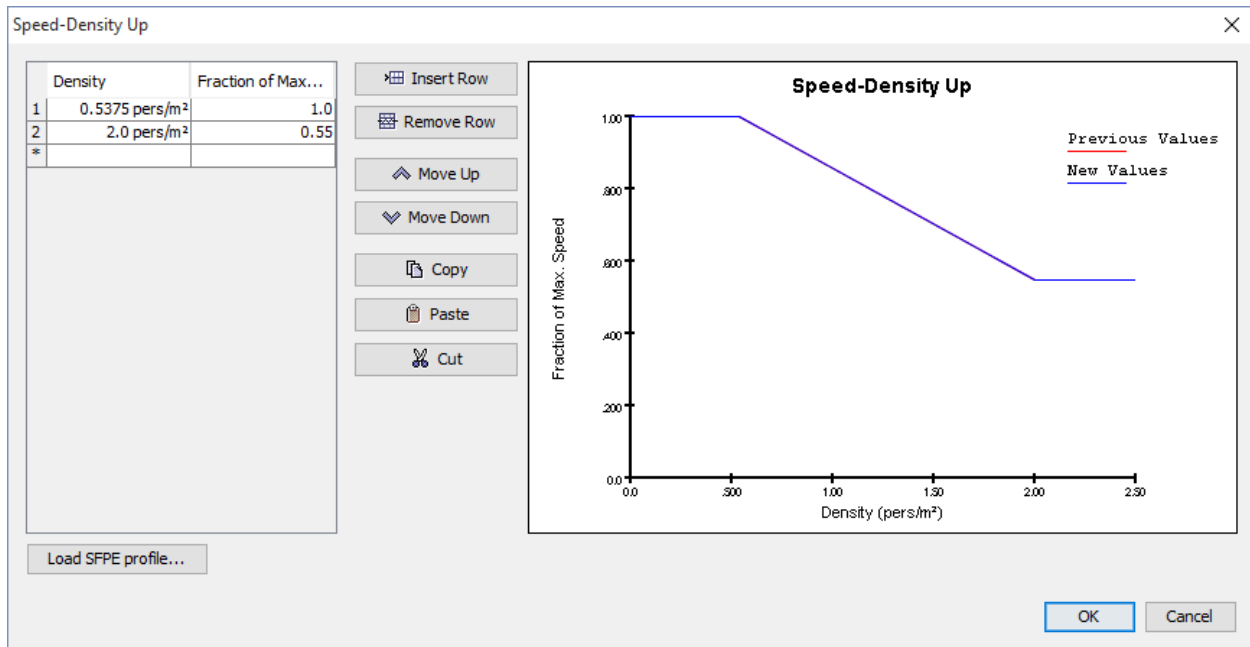 Speed-Density Up
Density Fraction of Max...
1 0.5375 pers/m² 1.0
2 2.0 pers/m² 0.55
*
Insert Row
Remove Row
Move Up
Move Down
Copy
Paste
Cut
Load SFPE profile...
Speed-Density Up
Previous Values
New Values
Fraction of Max. Speed
1.00
.800
.600
.400
.200
0.0
0.0 .500 1.00 1.50 2.00 2.50
Density (pers/m²)
OK Cancel